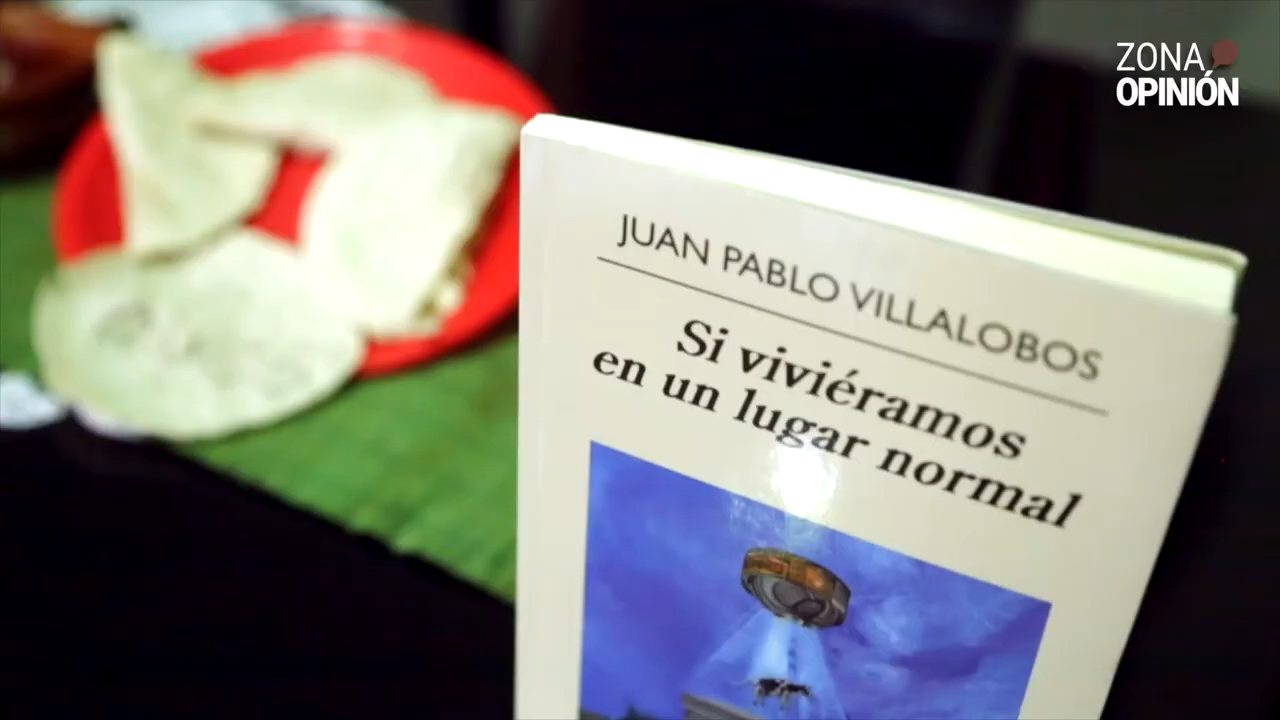 ZONA
OPINIÓN
JUAN PABLO VILLALOBOS
Si viviéramos
en un lugar normal